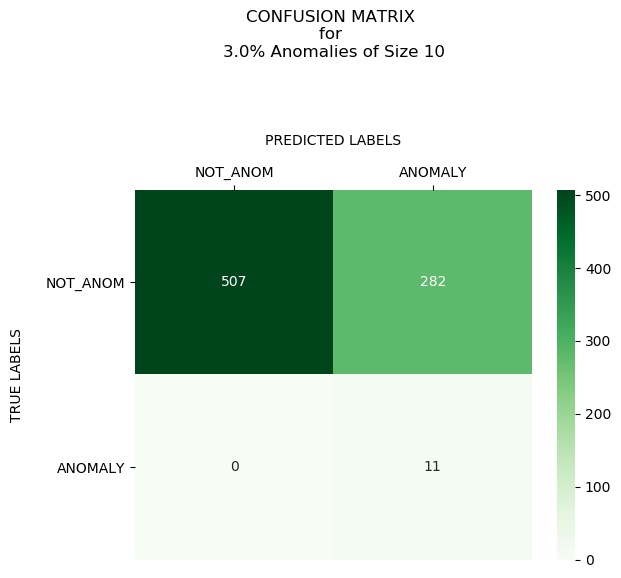 CONFUSION MATRIX
for
3.0% Anomalies of Size 10
PREDICTED LABELS
NOT_ANOM ANOMALY
TRUE LABELS
NOT_ANOM 507 282
ANOMALY 0 11
500
400
300
200
100
0